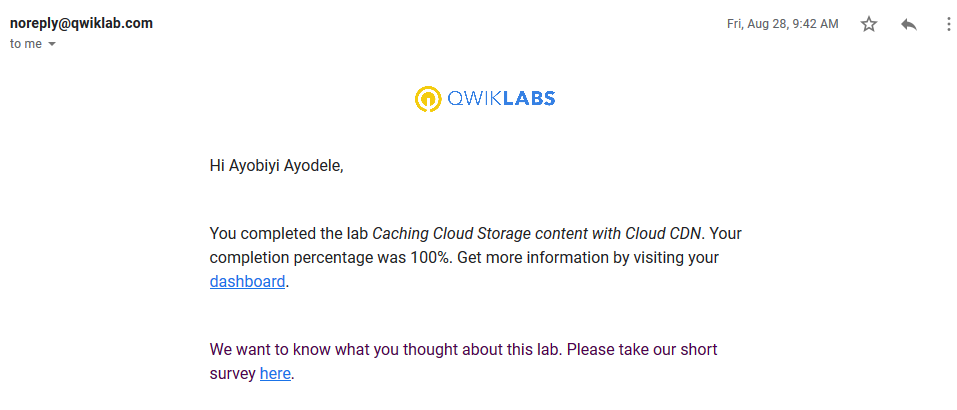 noreply@qwiklab.com
Fri, Aug 28, 9:42 AM
to me
QWIKLABS
Hi Ayobiyi Ayodele,
You completed the lab Caching Cloud Storage content with Cloud CDN. Your
completion percentage was 100%. Get more information by visiting your
dashboard.
We want to know what you thought about this lab. Please take our short
survey here.